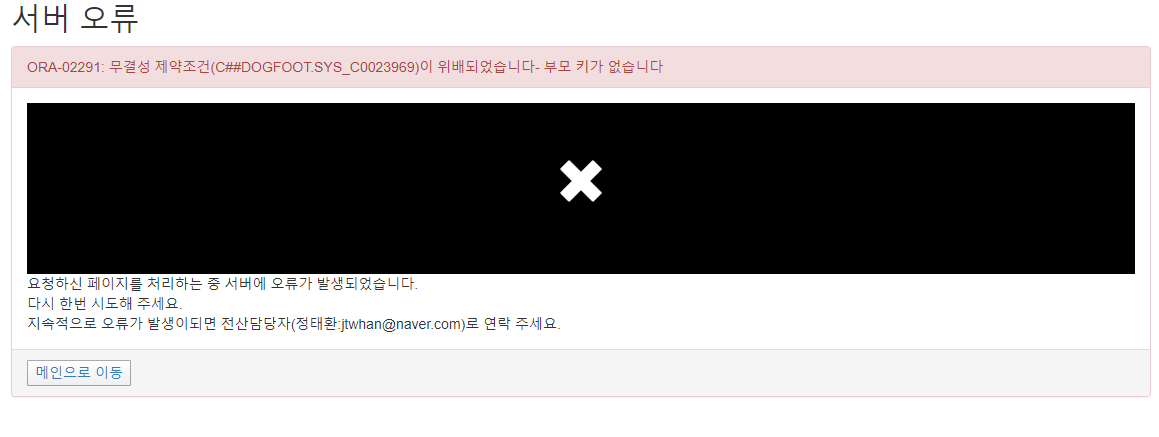 서버 오류
ORA-02291: 무결성 제약조건(C##DOGFOOT.SYS_C0023969)이 위배되었습니다- 부모 키가 없습니다
요청하신 페이지를 처리하는 중 서버에 오류가 발생되었습니다.
다시 한번 시도해 주세요.
지속적으로 오류가 발생이되면 전산담당자(정태환:jtwhan@naver.com)로 연락 주세요.
메인으로 이동